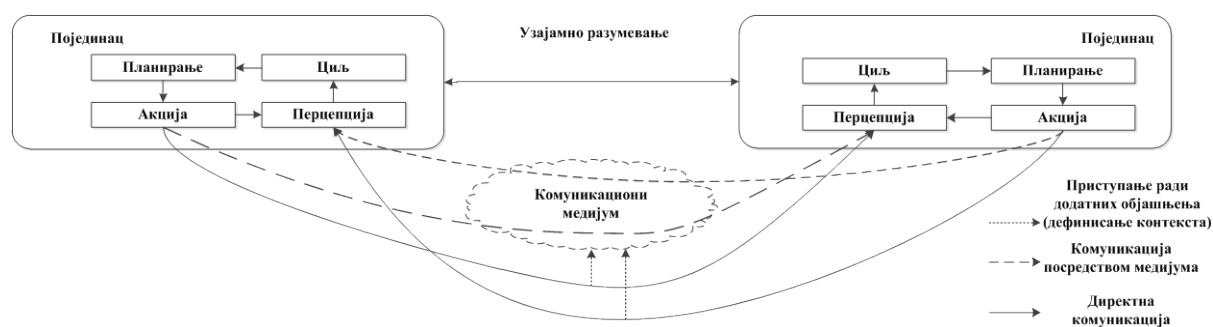 Појединац
Планирање
Циљ
Акција
Перцепција
Узајамно разумевање
Појединац
Циљ
Планирање
Перцепција
Акција
Комуникациони
медијум
Приступање ради
додатних објашњења
(дефинисање контекста)
Комуникација
посредством медијума
Директна
комуникација